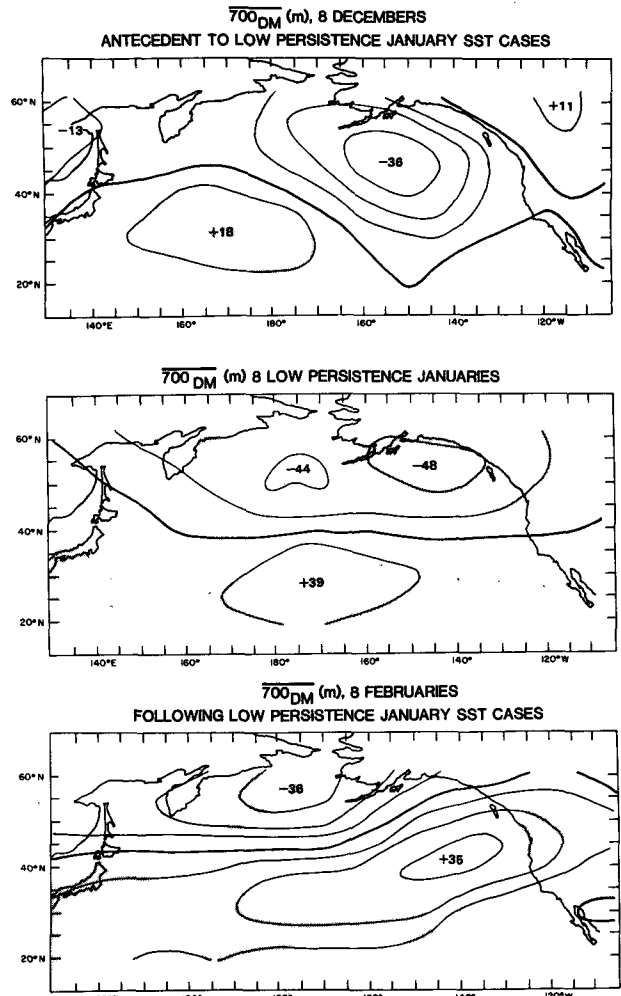 700DM (m), 8 DECEMBERS
ANTECEDENT TO LOW PERSISTENCE JANUARY SST CASES
60°N
40°N
20°N
-13
+18
-36
+11
140°E 160° 180° 160° 140° 120°W
700DM (m) 8 LOW PERSISTENCE JANUARIES
60°N
40°N
20°N
-44
-48
+39
140°E 160° 180° 160° 140° 120°W
700DM (m), 8 FEBRUARIES
FOLLOWING LOW PERSISTENCE JANUARY SST CASES
60°N
40°N
20°N
-36
+35